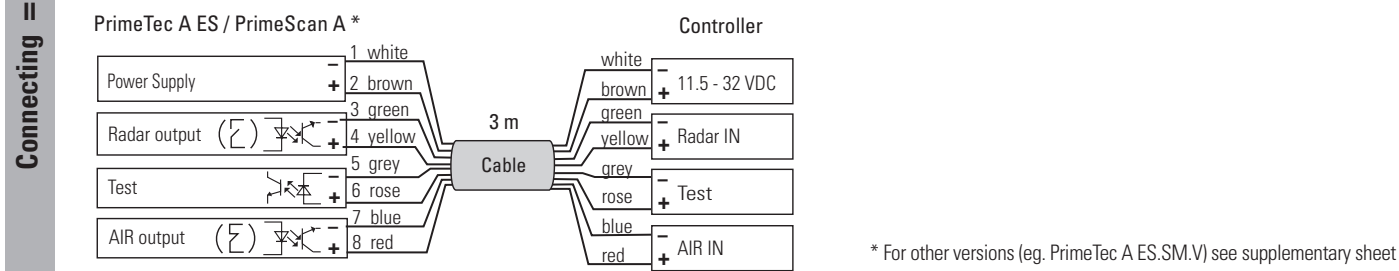 Connecting =
PrimeTec A ES / PrimeScan A *
Controller
1 white
Power Supply
−
+
2 brown
3 green
Radar output
−
+
4 yellow
5 grey
Test
−
+
6 rose
7 blue
AIR output
−
+
8 red
3 m
Cable
white
−
brown
+
11.5 - 32 VDC
green
−
yellow
+
Radar IN
grey
−
rose
+
Test
blue
−
red
+
AIR IN
* For other versions (eg. PrimeTec A ES.SM.V) see supplementary sheet